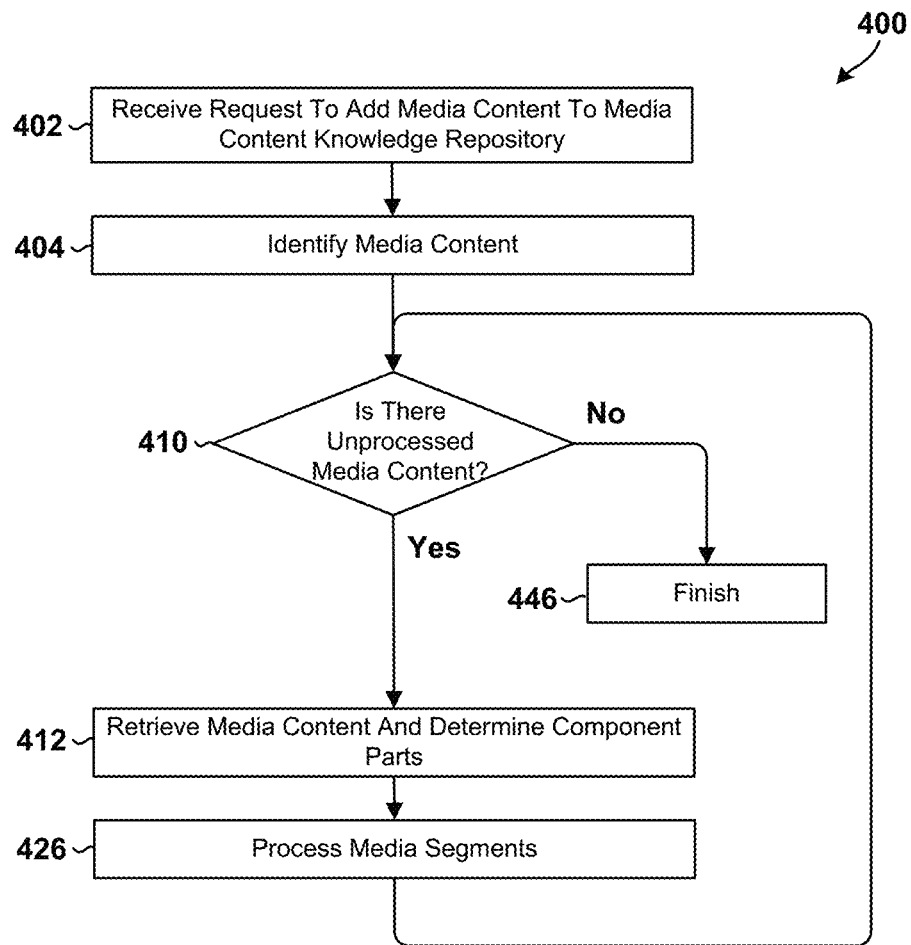 400
402
Receive Request To Add Media Content To Media
Content Knowledge Repository
404
Identify Media Content
410
Is There
Unprocessed
Media Content?
No
Yes
446
Finish
412
Retrieve Media Content And Determine Component
Parts
426
Process Media Segments